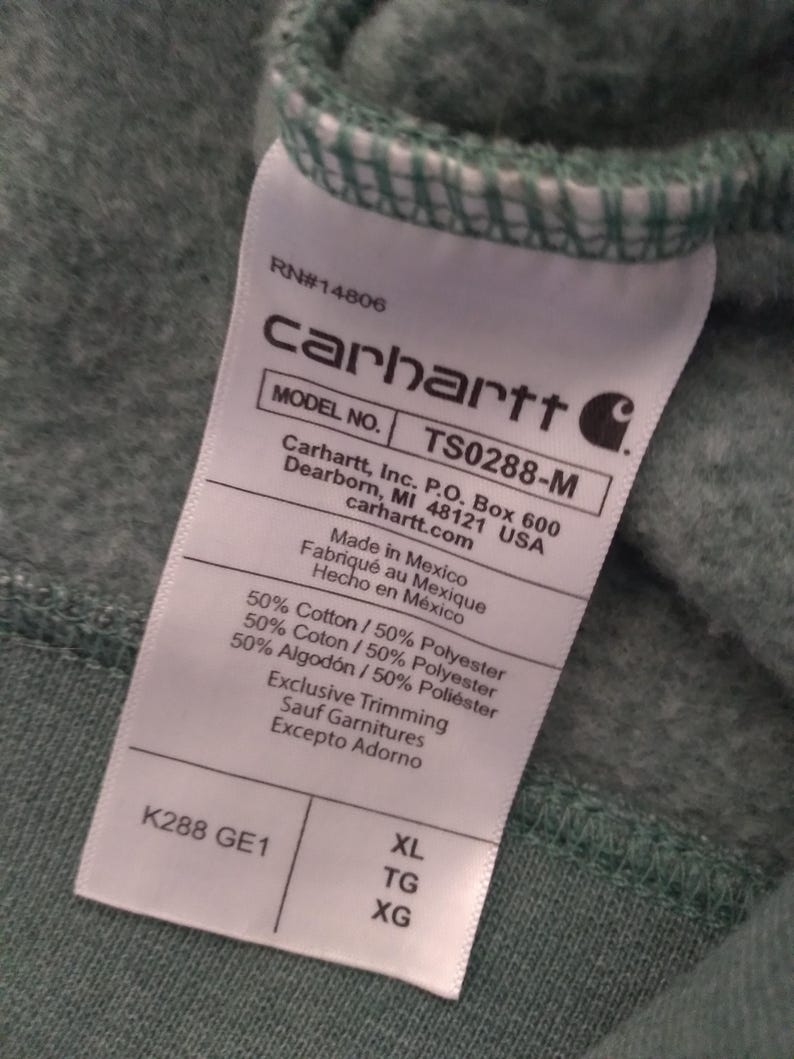 RN#14806
carhartt
MODEL NO. TS0288-M
Carhartt, Inc. P.O. Box 600
Dearborn, MI 48121 USA
carhartt.com
Made in Mexico
Fabriqué au Mexique
Hecho en México
50% Cotton / 50% Polyester
50% Coton / 50% Polyester
50% Algodón / 50% Poliéster
Exclusive Trimming
Sauf Garnitures
Excepto Adorno
K288 GE1
XL
TG
XG